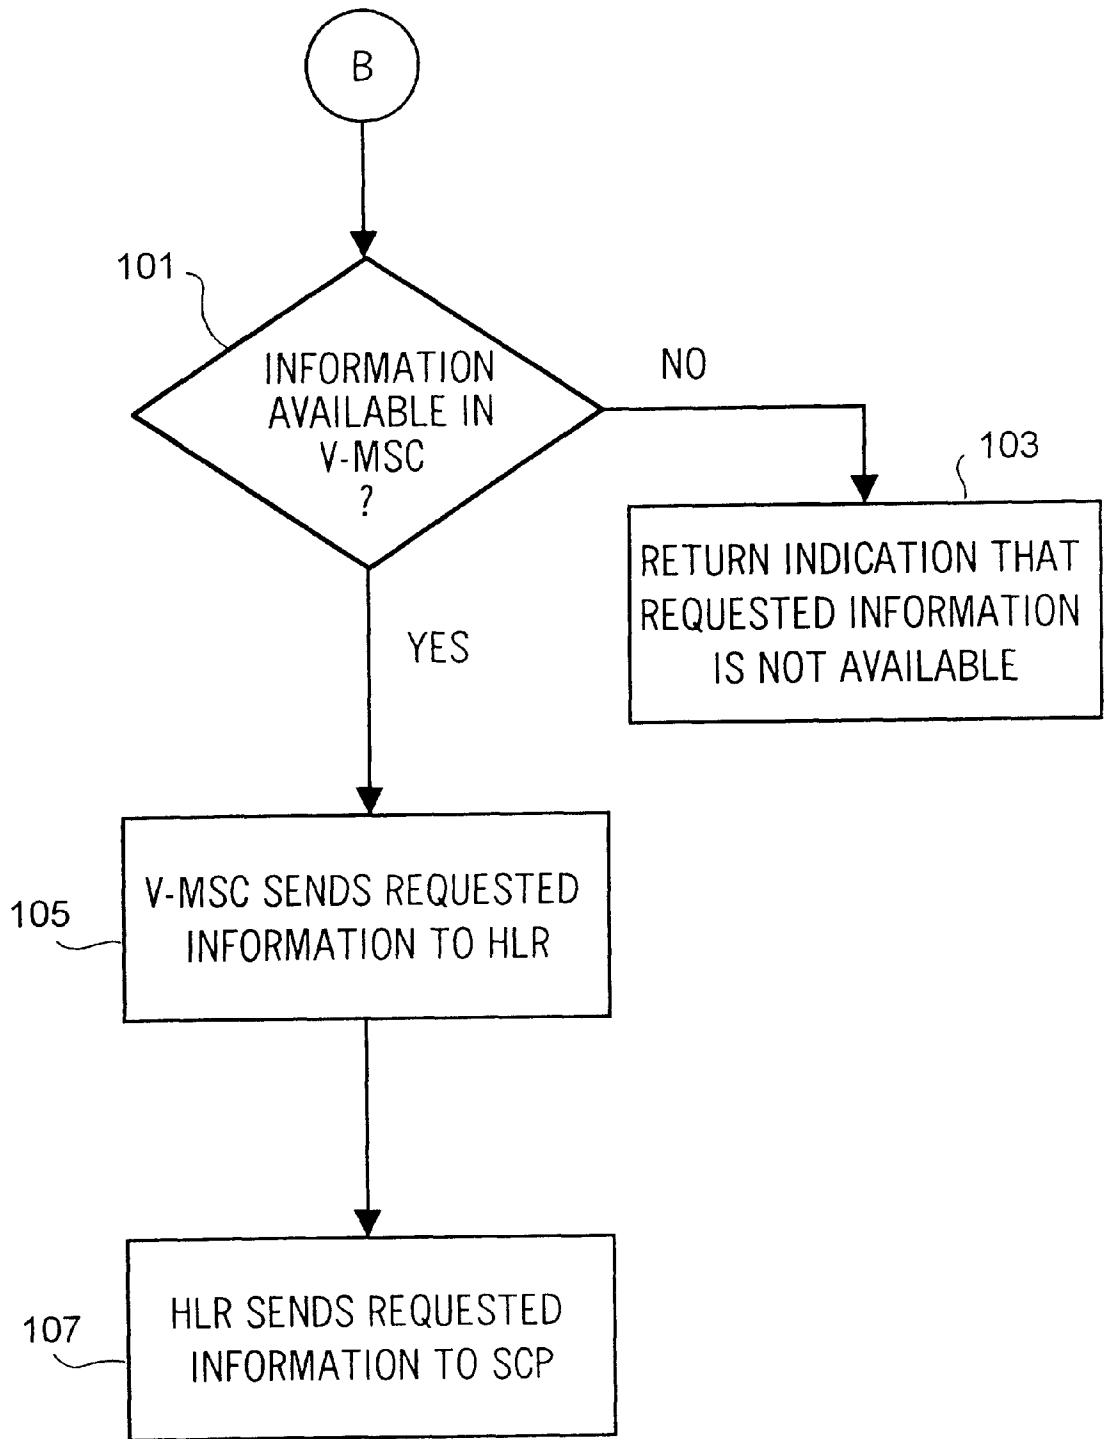 B
101
INFORMATION
AVAILABLE IN
V-MSC
?
NO
103
RETURN INDICATION THAT
REQUESTED INFORMATION
IS NOT AVAILABLE
YES
105
V-MSC SENDS REQUESTED
INFORMATION TO HLR
107
HLR SENDS REQUESTED
INFORMATION TO SCP